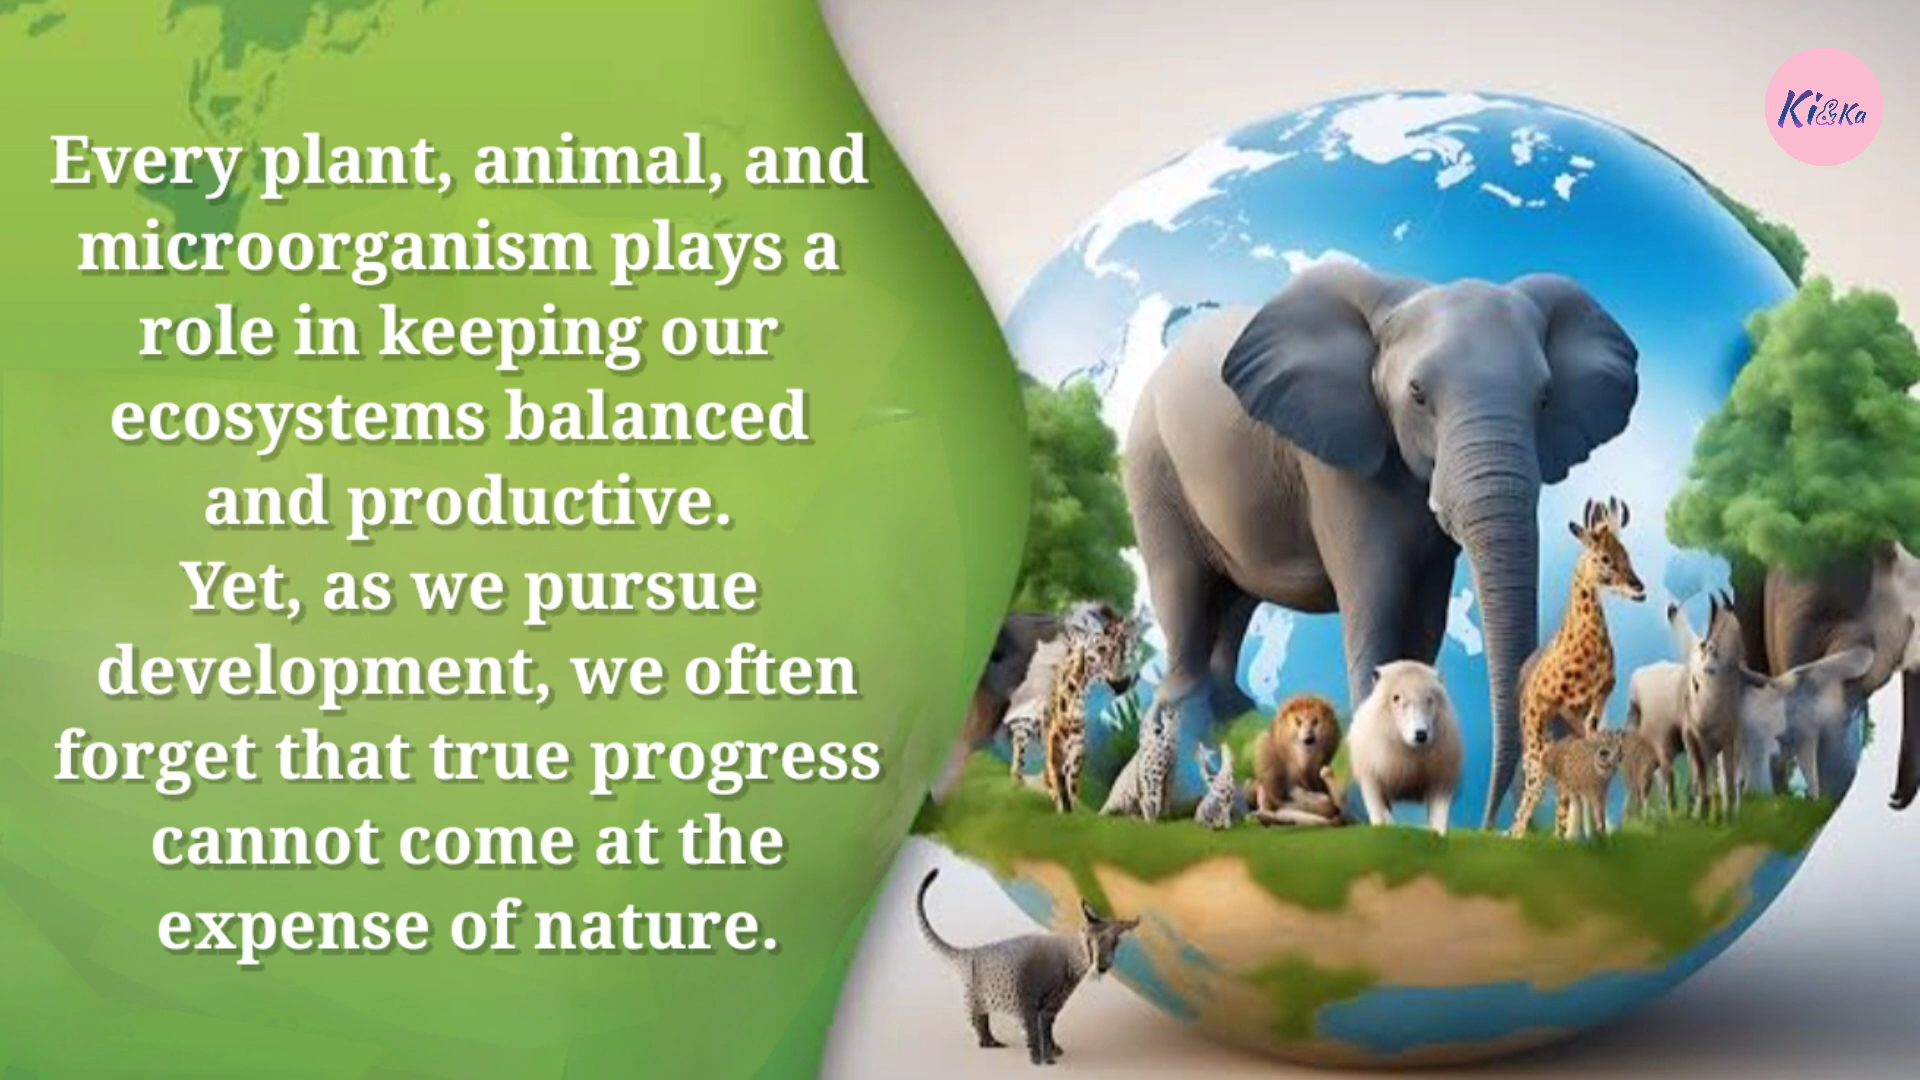 Every plant, animal, and
microorganism plays a
role in keeping our
ecosystems balanced
and productive.
Yet, as we pursue
development, we often
forget that true progress
cannot come at the
expense of nature.
Ki&Ka